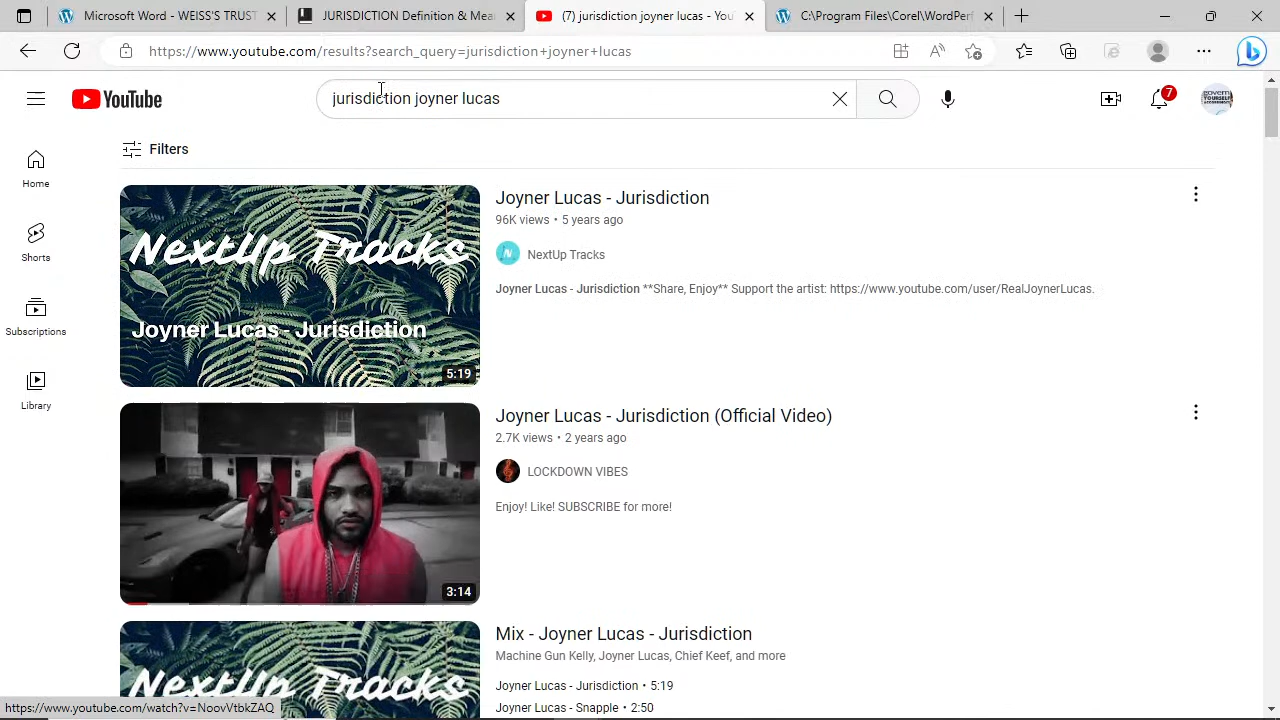 Microsoft Word - WEISS'S TRUST
JURISDICTION Definition & Mea
(7) jurisdiction joyner lucas - You
C:\Program Files\Corel\WordPerf
https://www.youtube.com/results?search_query=jurisdiction+joyner+lucas
YouTube
jurisdiction joyner lucas
7
GOVERN
YOURSELF
ACCORDINGLY
Filters
Home
Shorts
Subscriptions
Library
NextUp Tracks
Joyner Lucas - Jurisdiction
5:19
Joyner Lucas - Jurisdiction
96K views • 5 years ago
N
NextUp Tracks
Joyner Lucas - Jurisdiction **Share, Enjoy** Support the artist: https://www.youtube.com/user/RealJoynerLucas.
3:14
Joyner Lucas - Jurisdiction (Official Video)
2.7K views • 2 years ago
LOCKDOWN VIBES
Enjoy! Like! SUBSCRIBE for more!
NextUp Tracks
Mix - Joyner Lucas - Jurisdiction
Machine Gun Kelly, Joyner Lucas, Chief Keef, and more
Joyner Lucas - Jurisdiction • 5:19
Joyner Lucas - Snapple • 2:50
https://www.youtube.com/watch?v=NoovVtbkZAQ